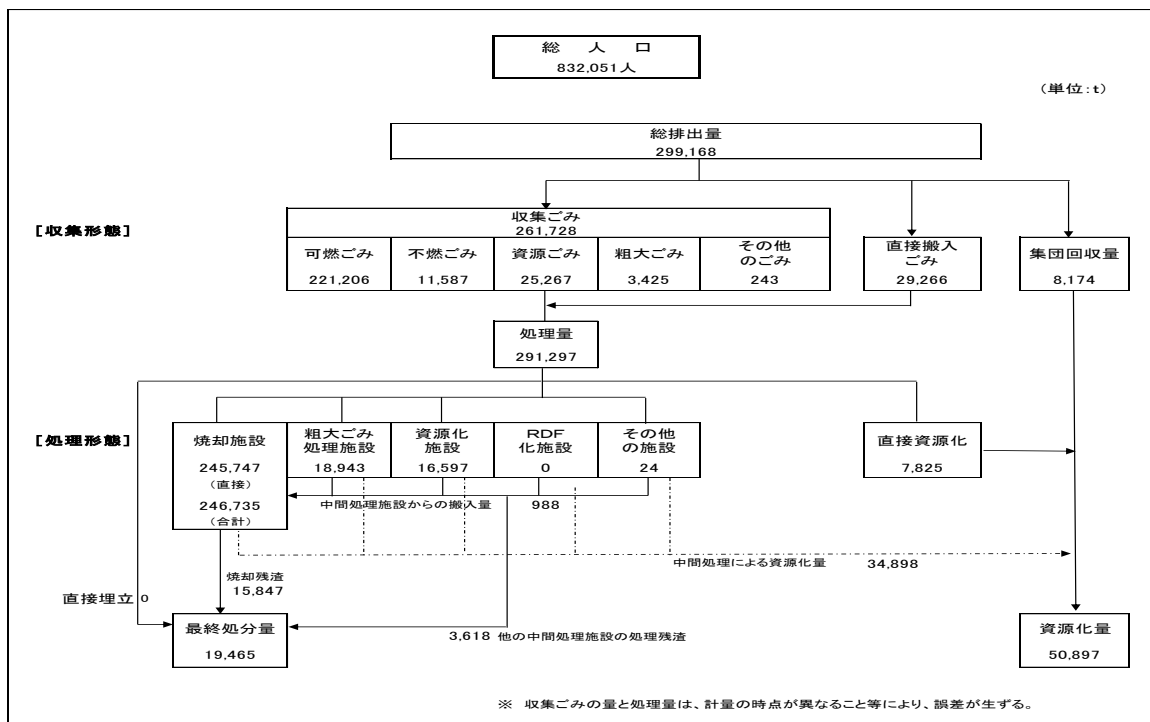 総 人 口
832,051人
(単位:t)
総排出量
299,168
[収集形態]
収集ごみ
261,728
可燃ごみ
221,206
不燃ごみ
11,587
資源ごみ
25,267
粗大ごみ
3,425
その他
のごみ
243
直接搬入
ごみ
29,266
集団回収量
8,174
処理量
291,297
[処理形態]
焼却施設
245,747
(直接)
246,735
(合計)
粗大ごみ
処理施設
18,943
資源化
施設
16,597
RDF
化施設
0
その他
の施設
24
直接資源化
7,825
中間処理施設からの搬入量 988
中間処理による資源化量 34,898
焼却残渣
15,847
直接埋立 0
最終処分量
19,465
3,618 他の中間処理施設の処理残渣
資源化量
50,897
※ 収集ごみの量と処理量は、計量の時点が異なること等により、誤差が生ずる。